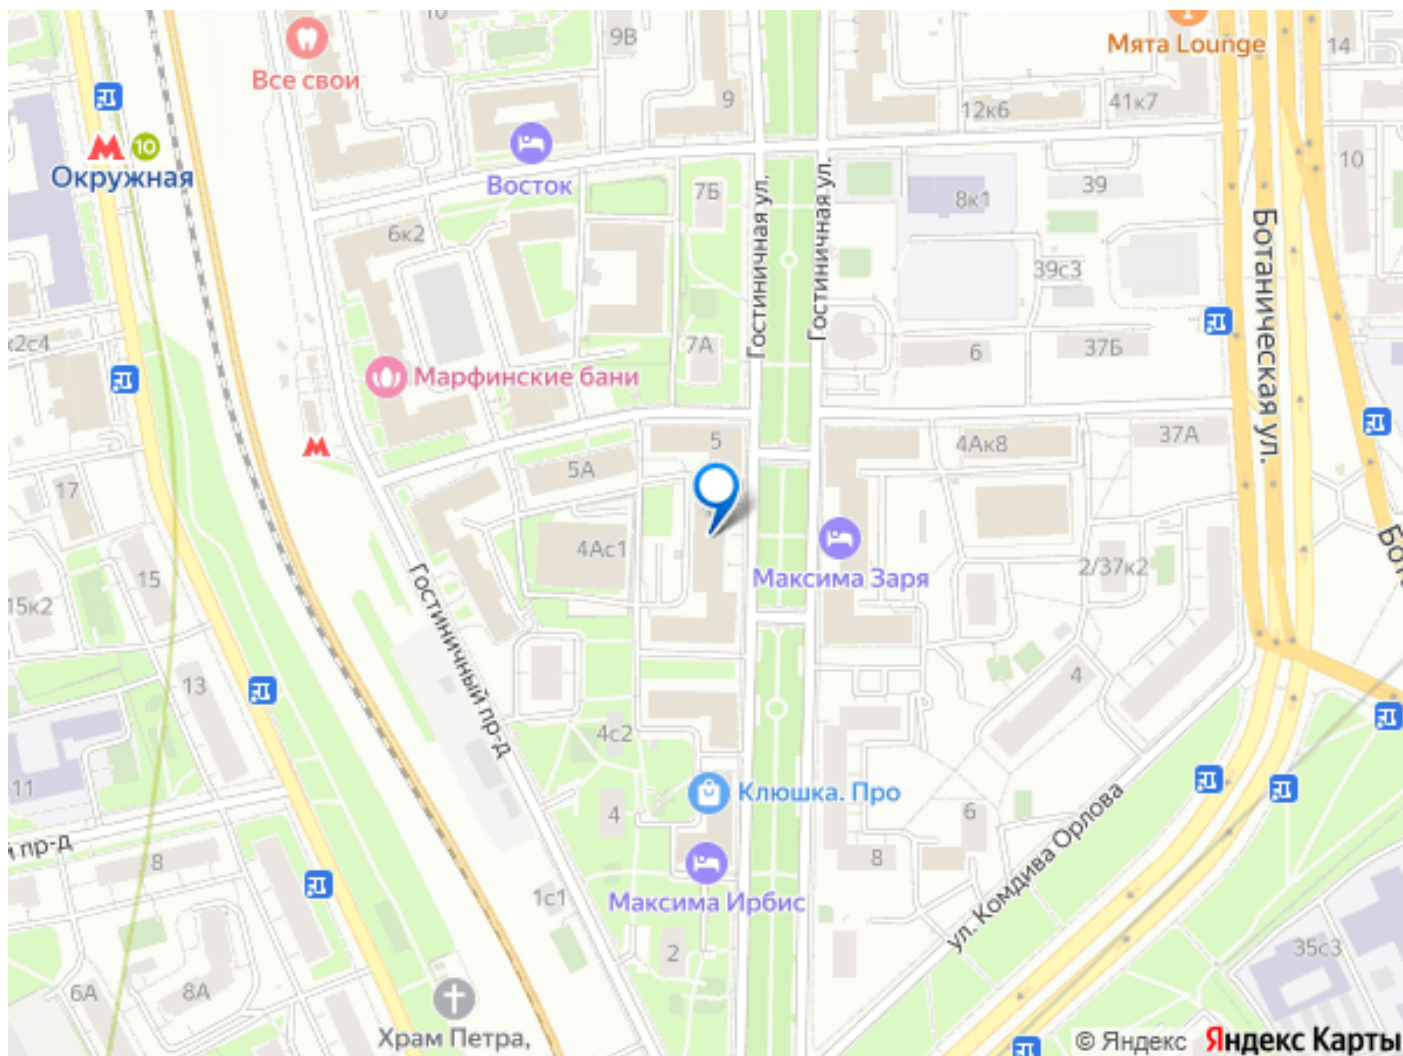 10
9В
Мята Lounge
14
Все свои
9
12к6
41к7
М 10
Окружная
10
Восток
7Б
39
8к1
6к2
Гостиничная ул.
Гостиничная ул.
Ботаническая ул.
39с3
к2с4
7А
6
37Б
Марфинские бани
М
5
5А
4Ак8
37А
17
4Ас1
15
15к2
Максима Заря
2/37к2
Гостиничный пр-д
13
4
4с2
11
Клюшка. Про
4
6
8
пр-д
8
ул. Комдива Орлова
1с1
Максима Ирбис
2
35с3
6А
8А
Храм Петра,
© Яндекс Яндекс Карты